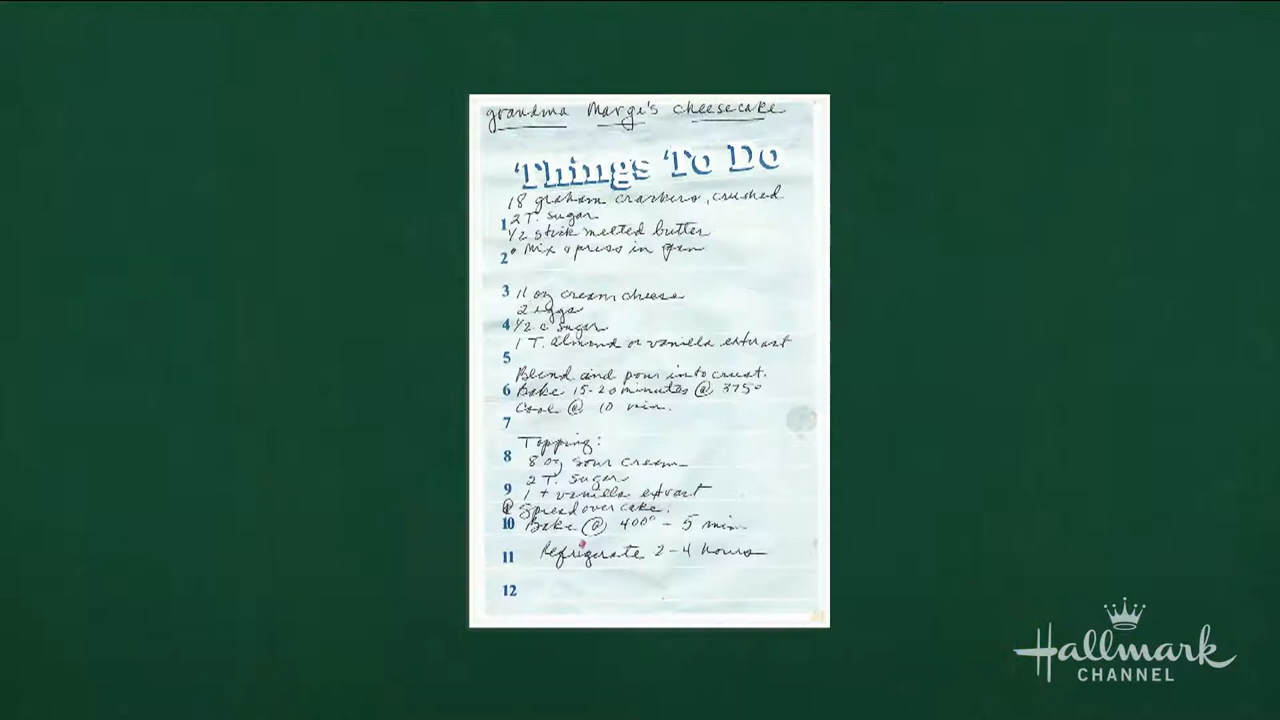 grandma Marge's cheesecake
Things To Do
18 graham crackers, crushed
1 2 T. sugar
1/2 stick melted butter
2 Mix & press in pan
3 11 oz cream cheese
2 eggs
4 1/2 c sugar
1 T. almond or vanilla extract
5
Blend and pour into crust.
6 Bake 15-20 minutes @ 375°
Cool @ 10 min.
7
Topping:
8
8 oz sour cream
2 T. sugar
9 1 t vanilla extract
Spread over cake.
10 Bake @ 400° - 5 min
11 Refrigerate 2-4 hours
12
Hallmark
CHANNEL